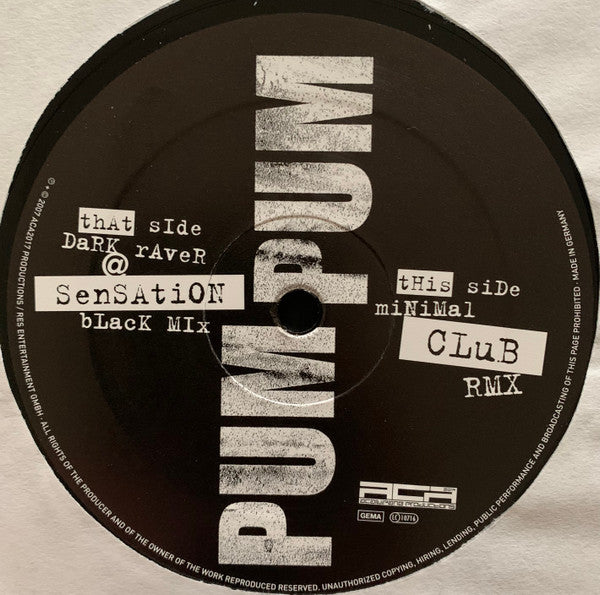 PUM PUM
thAt sIde
DaRK rAveR
@
SenSAtiON
bLacK MIx
tHis siDe
miNiMal
CLuB
RMX
ACA
GEMA
LC 10716
℗ + © 2007 ACA2017 PRODUCTIONS / RES ENTERTAINMENT GMBH · ALL RIGHTS OF THE PRODUCER AND OF THE OWNER OF THE WORK REPRODUCED RESERVED. UNAUTHORIZED COPYING, HIRING, LENDING, PUBLIC PERFORMANCE AND BROADCASTING OF THIS PAGE PROHIBITED · MADE IN GERMANY